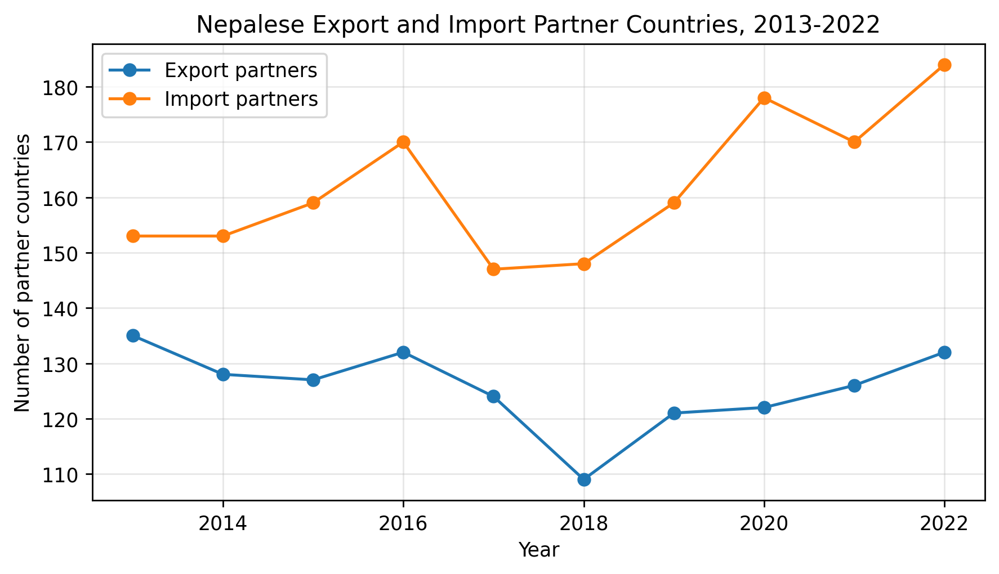 Nepalese Export and Import Partner Countries, 2013-2022
Export partners
Import partners
Number of partner countries
180
170
160
150
140
130
120
110
2014 2016 2018 2020 2022
Year